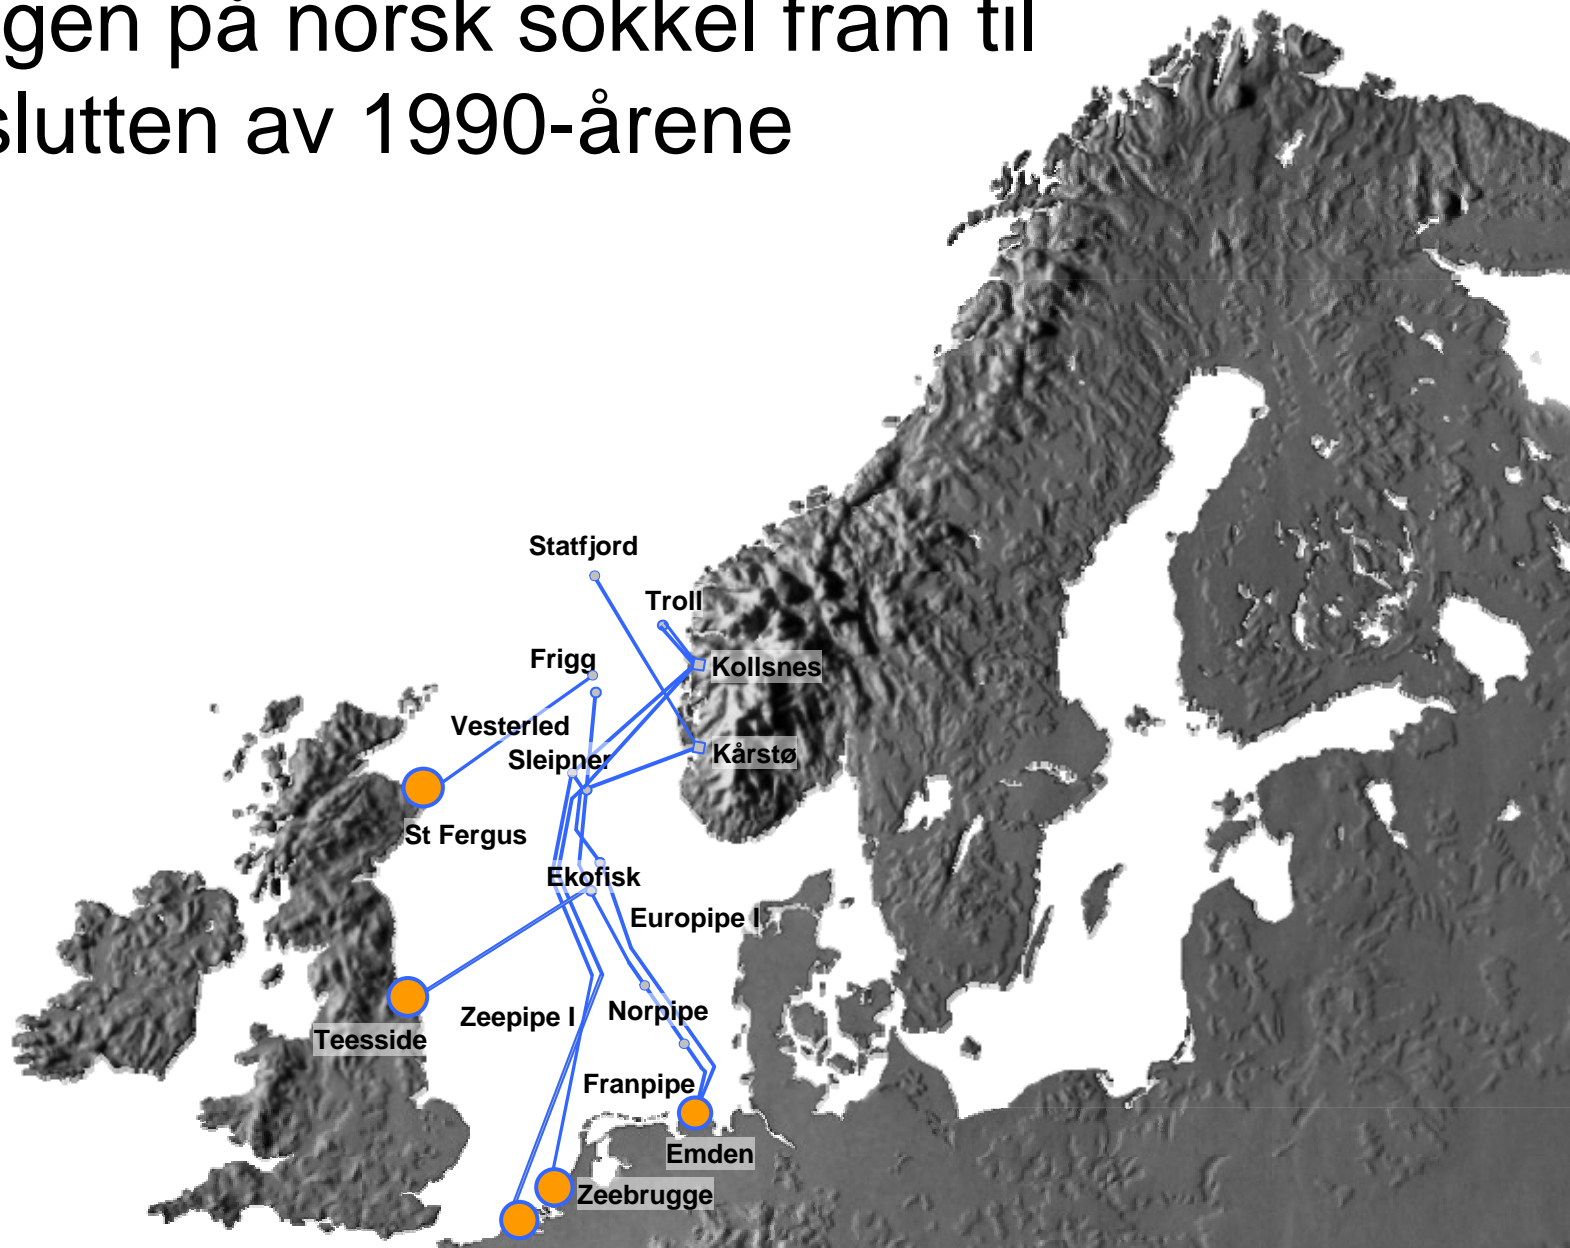 gen på norsk sokkel fram til
slutten av 1990-årene
Statfjord
Troll
Frigg
Kollsnes
Vesterled
Sleipner
Kårstø
St Fergus
Ekofisk
Europipe I
Zeepipe I
Norpipe
Teesside
Franpipe
Emden
Zeebrugge